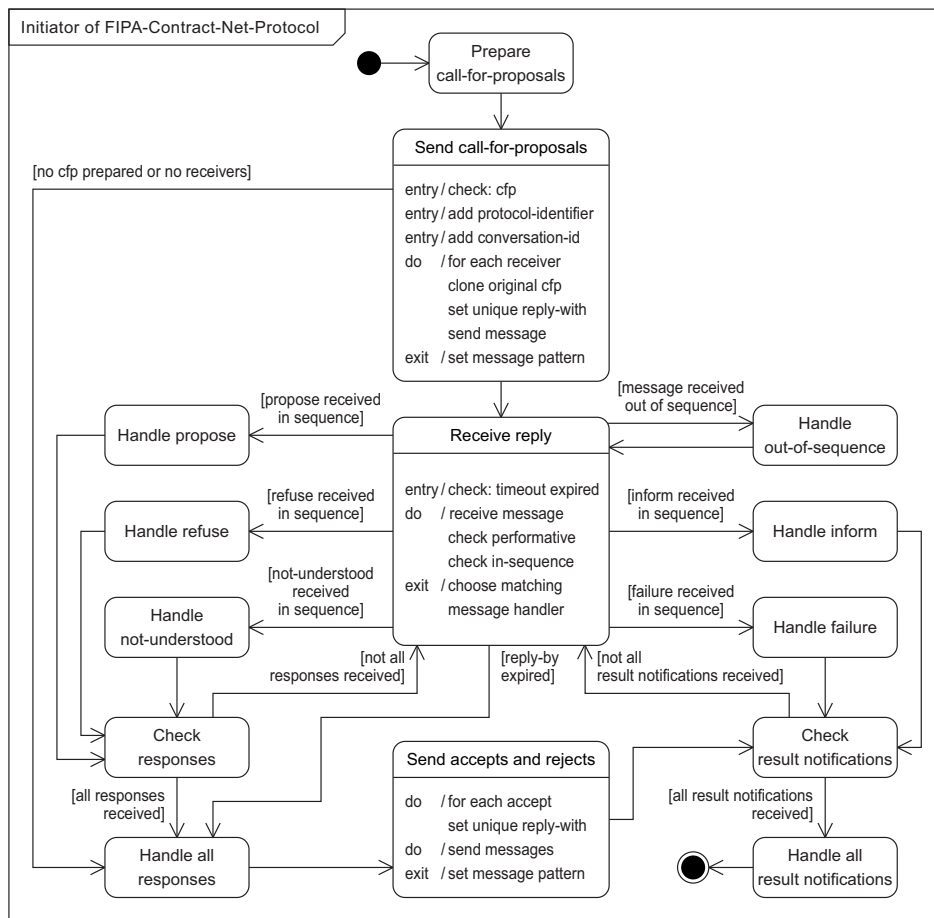 Initiator of FIPA-Contract-Net-Protocol
Prepare
call-for-proposals
Send call-for-proposals
entry / check: cfp
entry / add protocol-identifier
entry / add conversation-id
do / for each receiver
clone original cfp
set unique reply-with
send message
exit / set message pattern
[no cfp prepared or no receivers]
[propose received
in sequence]
[message received
out of sequence]
Handle propose
Receive reply
entry / check: timeout expired
do / receive message
check performative
check in-sequence
exit / choose matching
message handler
Handle
out-of-sequence
[refuse received
in sequence]
[inform received
in sequence]
Handle refuse
Handle inform
[not-understood
received
in sequence]
[failure received
in sequence]
Handle
not-understood
Handle failure
[not all
responses received]
[reply-by
expired]
[not all
result notifications received]
Check
responses
Send accepts and rejects
do / for each accept
set unique reply-with
do / send messages
exit / set message pattern
Check
result notifications
[all responses
received]
[all result notifications
received]
Handle all
responses
Handle all
result notifications